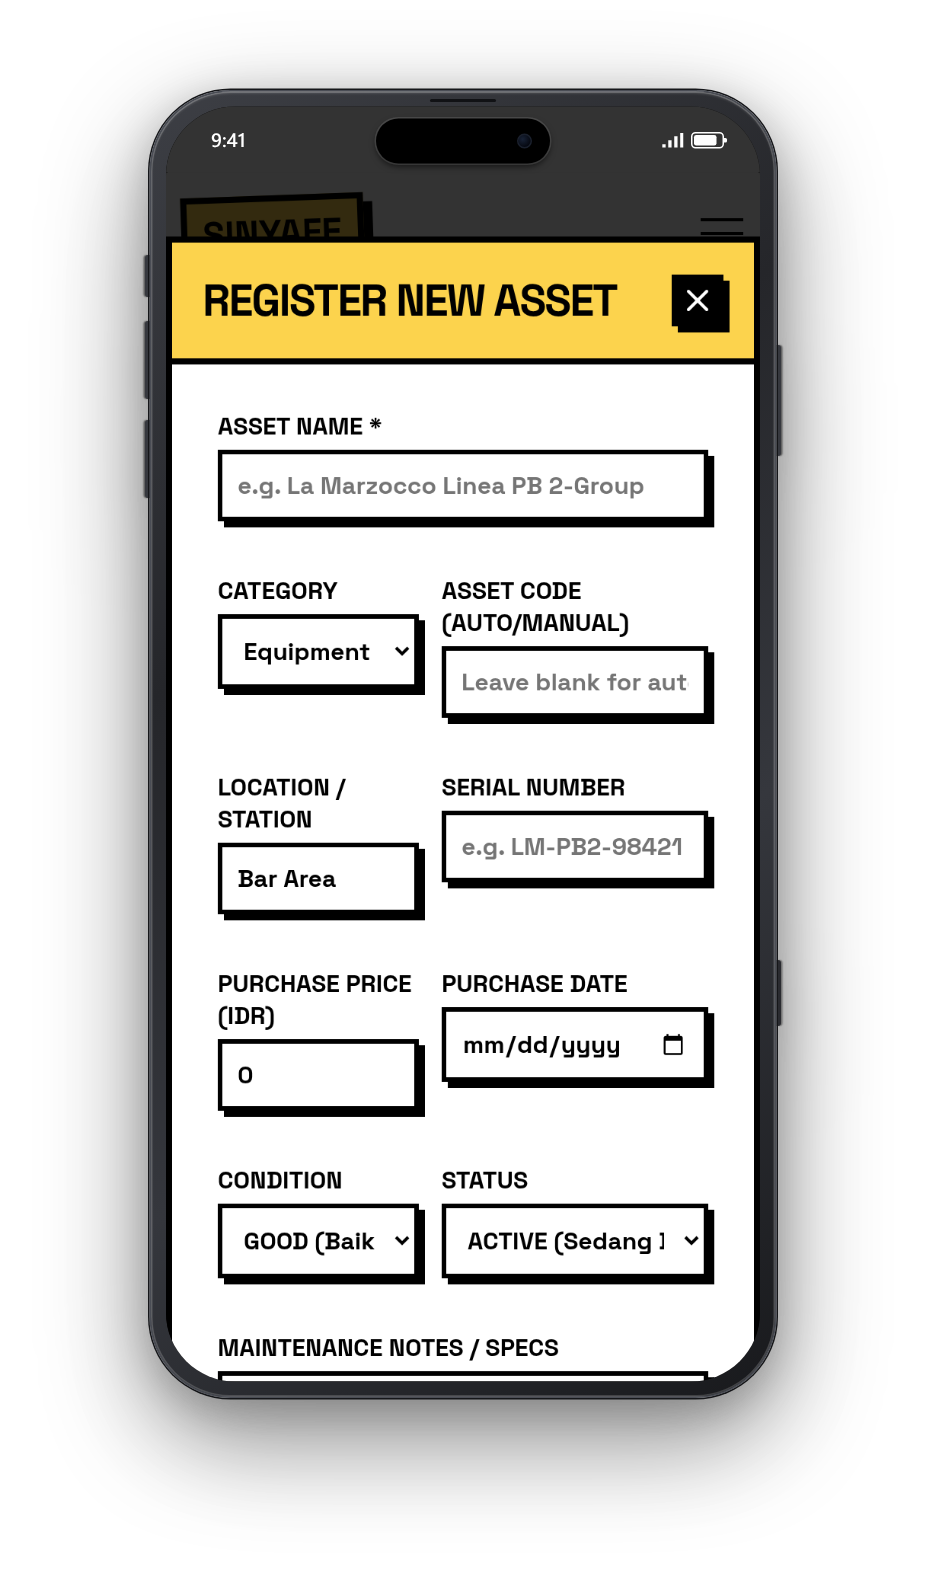 9:41
SINYAFE
REGISTER NEW ASSET
ASSET NAME *
e.g. La Marzocco Linea PB 2-Group
CATEGORY
Equipment
ASSET CODE
(AUTO/MANUAL)
Leave blank for aut
LOCATION /
STATION
Bar Area
SERIAL NUMBER
e.g. LM-PB2-98421
PURCHASE PRICE
(IDR)
0
PURCHASE DATE
mm/dd/yyyy
CONDITION
GOOD (Baik
STATUS
ACTIVE (Sedang
MAINTENANCE NOTES / SPECS